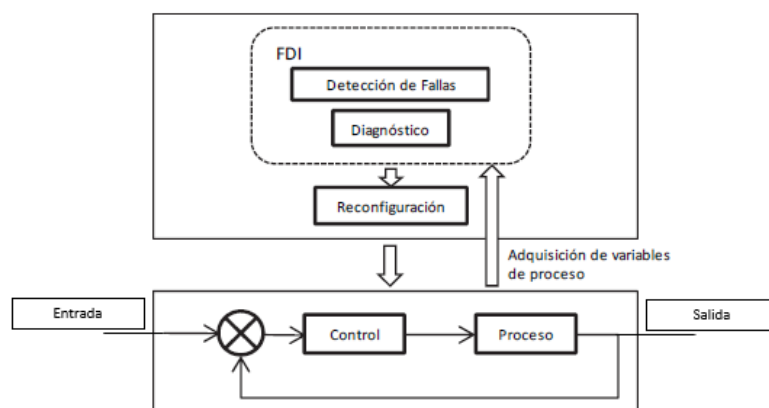 FDI
Detección de Fallas
Diagnóstico
Reconfiguración
Adquisición de variables
de proceso
Entrada
Salida
Control
Proceso